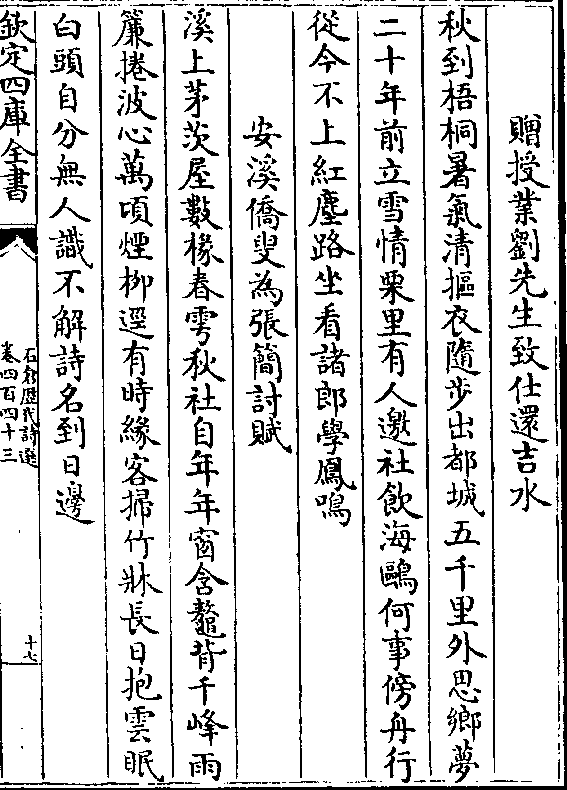 贈授業劉先生致仕還吉水
秋到梧桐暑氣清摳衣隨步出都城五千里外思鄉夢
二十年前立雪情栗里有人邀社飲海鷗何事傍舟行
從今不上紅塵路坐看諸郎學鳳鳴
安溪僑叟為張簡討賦
溪上茅茨屋數椽春雩秋社自年年窗含鼇背千峰雨
簾捲波心萬頃煙柳逕有時緣客掃竹牀長日抱雲眠
白頭自分無人識不解詩名到日邊
欽定四庫全書
石倉歷代詩選
卷四百四十三
十七